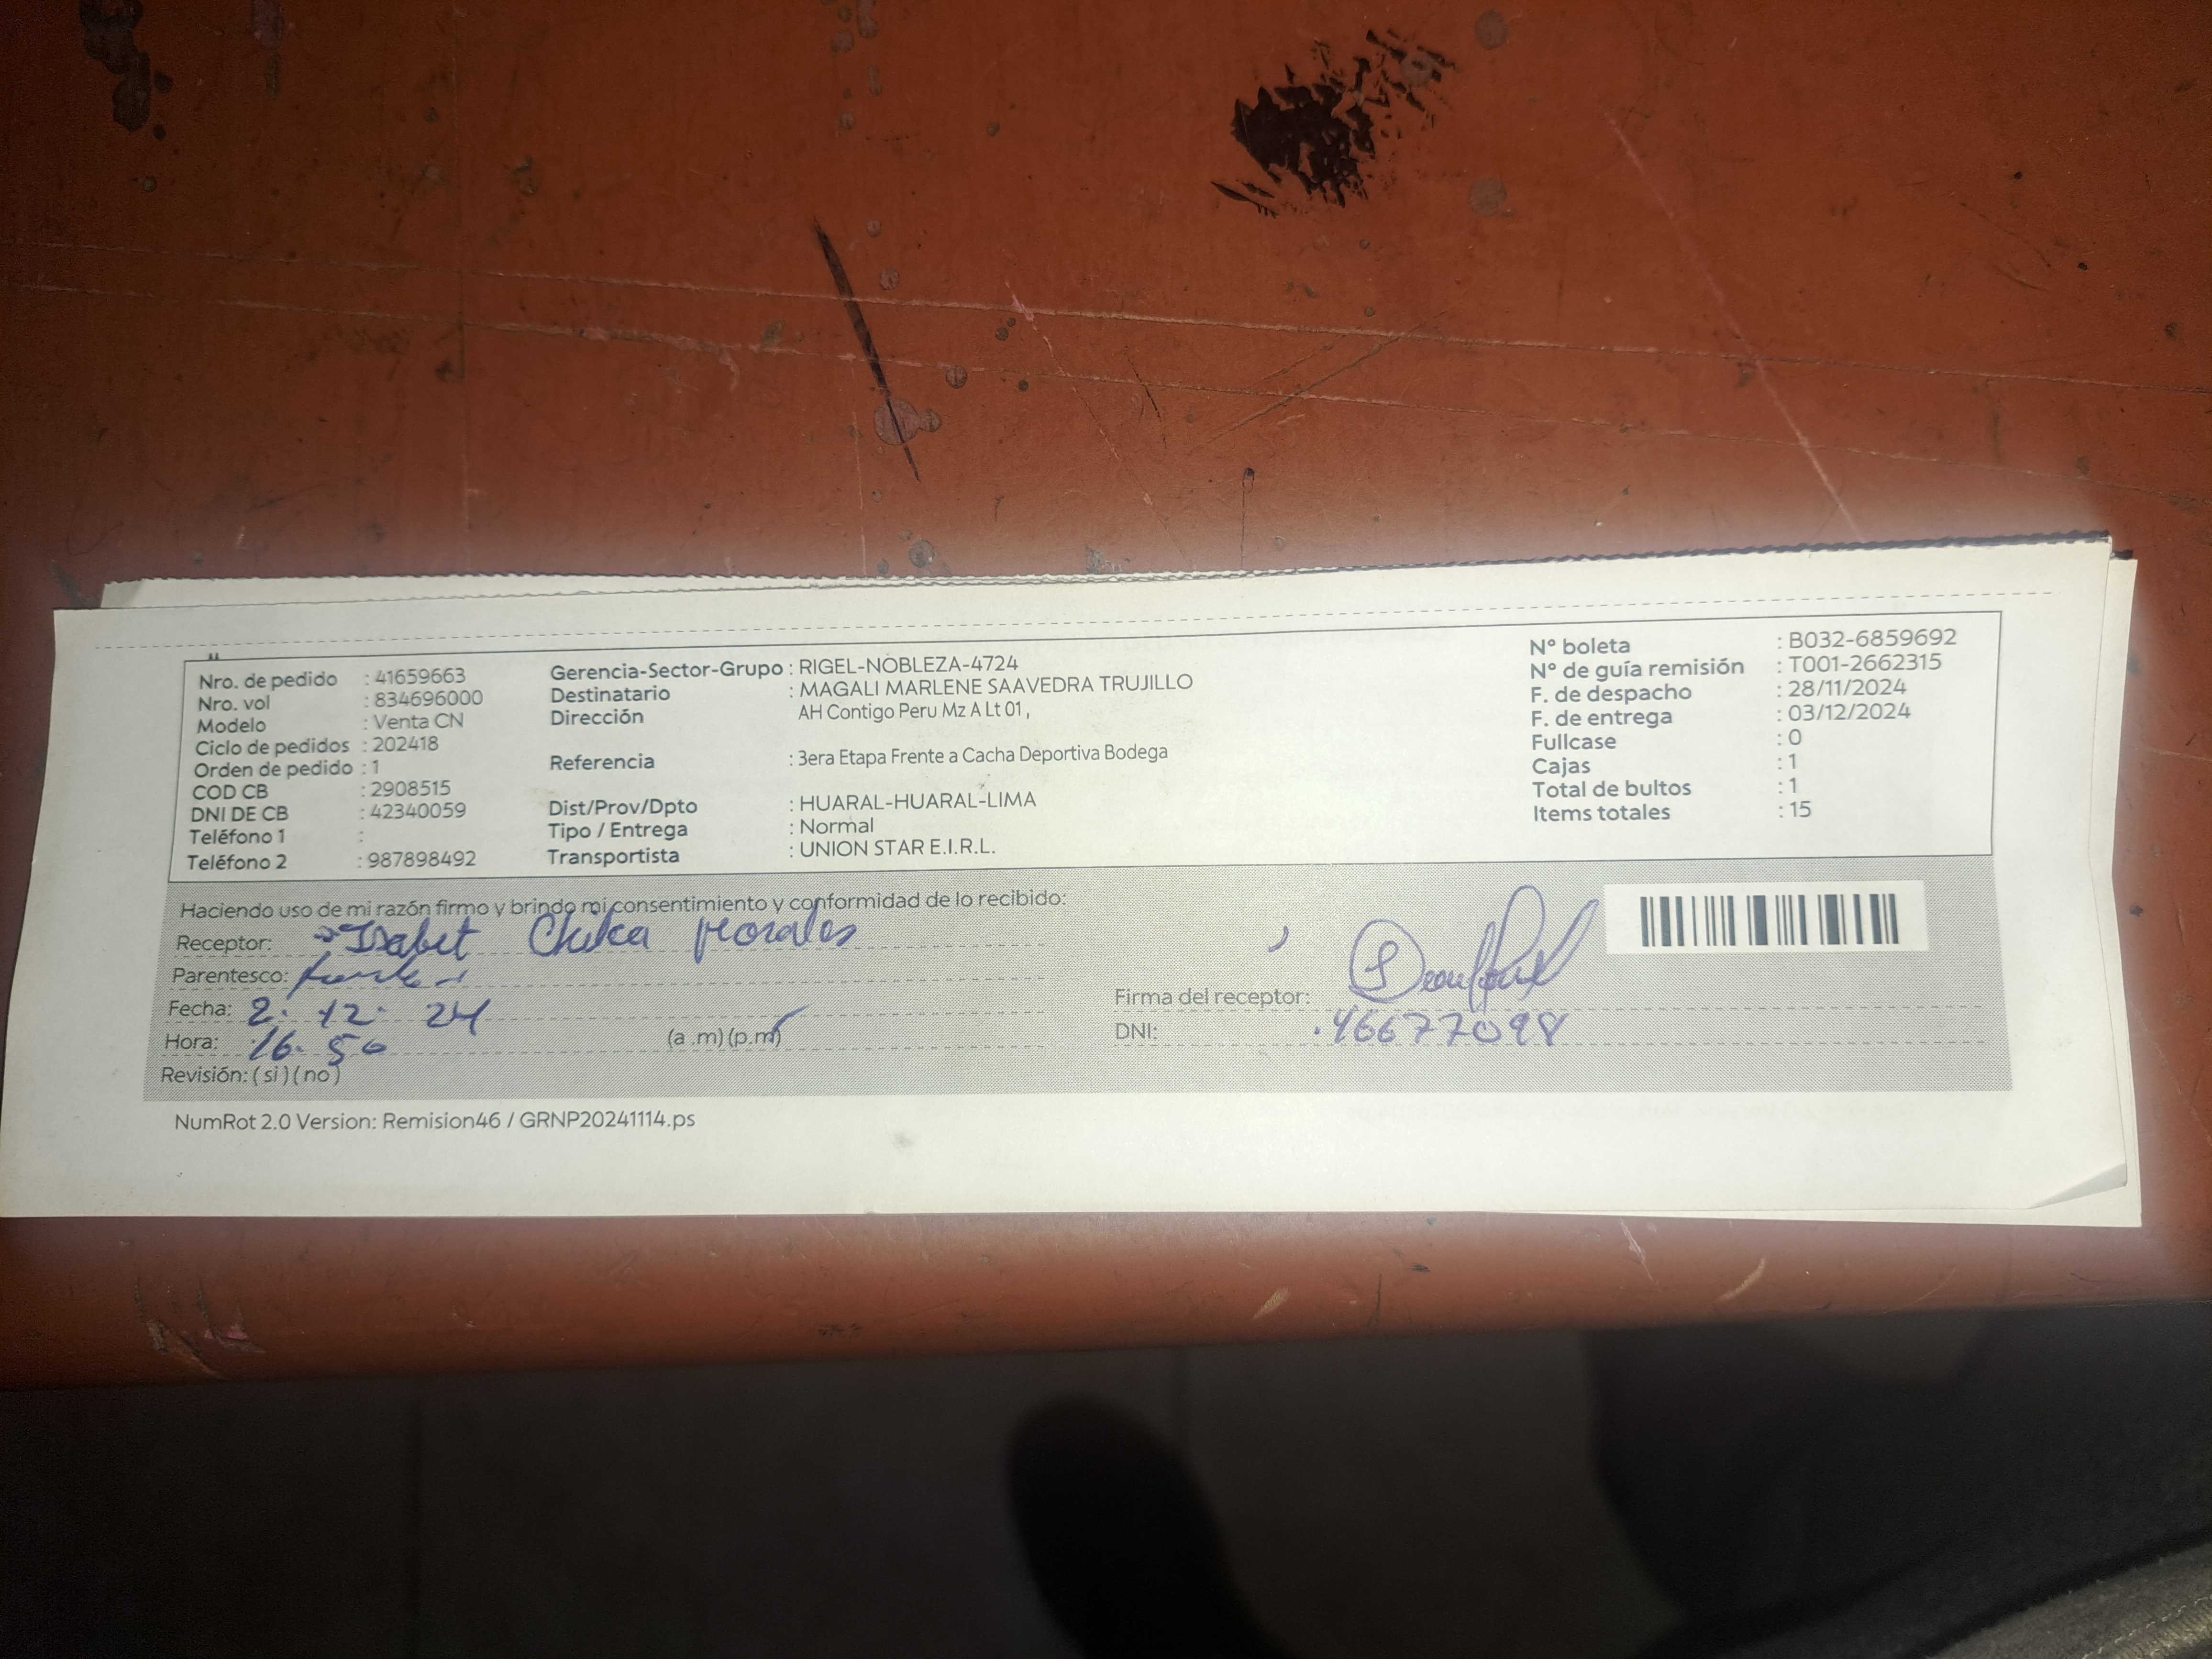 Nro. de pedido : 41659663
Nro. vol : 834696000
Modelo : Venta CN
Ciclo de pedidos : 202418
Orden de pedido : 1
COD CB : 2908515
DNI DE CB : 42340059
Teléfono 1 :
Teléfono 2 : 987898492
Gerencia-Sector-Grupo : RIGEL-NOBLEZA-4724
Destinatario : MAGALI MARLENE SAAVEDRA TRUJILLO
Dirección AH Contigo Peru Mz A Lt 01 ,
Referencia : 3era Etapa Frente a Cacha Deportiva Bodega
Dist/Prov/Dpto : HUARAL-HUARAL-LIMA
Tipo / Entrega : Normal
Transportista : UNION STAR E.I.R.L.
Nº boleta : B032-6859692
Nº de guía remisión : T001-2662315
F. de despacho : 28/11/2024
F. de entrega : 03/12/2024
Fullcase : 0
Cajas : 1
Total de bultos : 1
Items totales : 15
Haciendo uso de mi razón firmo y brindo mi consentimiento y conformidad de lo recibido:
Receptor: Isabet Chika Morales
Parentesco:
Fecha: 2. 12. 24
Hora: 16. 50 (a .m) (p.m)
Revisión: ( si ) ( no )
Firma del receptor:
DNI: 46677098
NumRot 2.0 Version: Remision46 / GRNP20241114.ps